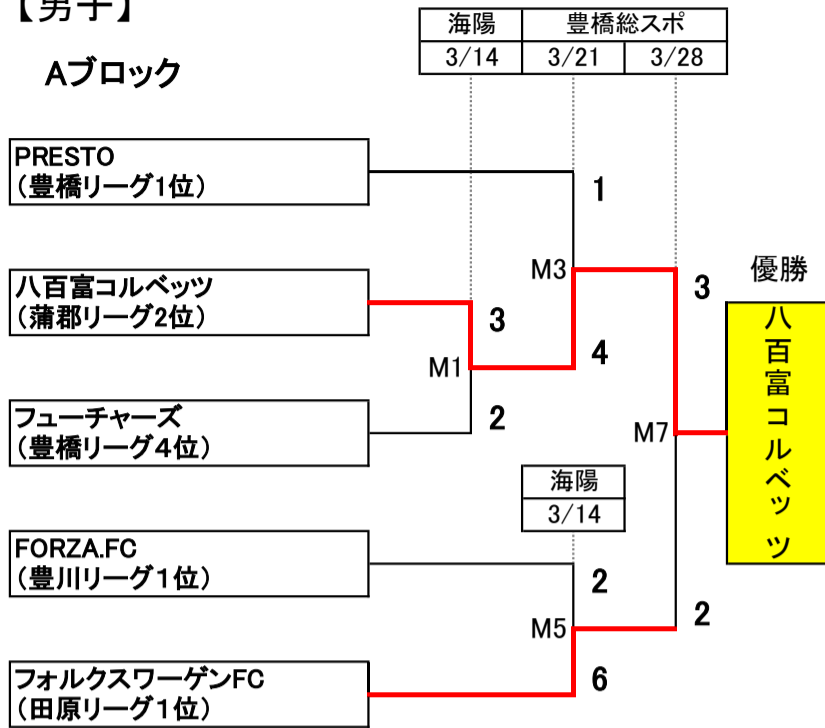 【男子】
Aブロック
海陽 豊橋総スポ
3/14 3/21 3/28
PRESTO
（豊橋リーグ1位）
1
M3
八百富コルベッツ
（蒲郡リーグ2位）
3
4
M1
2
フューチャーズ
（豊橋リーグ4位）
3
M7
優勝
八百富コルベッツ
海陽
3/14
FORZA.FC
（豊川リーグ1位）
2
M5
2
6
フォルクスワーゲンFC
（田原リーグ1位）